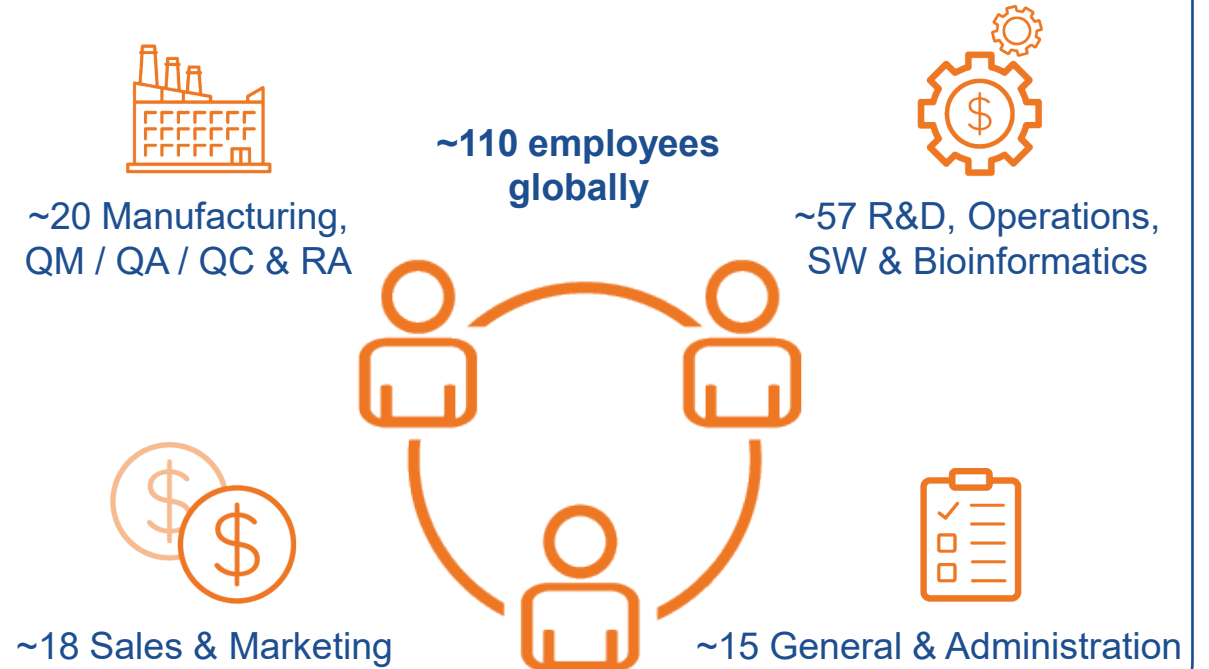 ~110 employees
globally
~20 Manufacturing,
QM / QA / QC & RA
~57 R&D, Operations,
SW & Bioinformatics
~18 Sales & Marketing
~15 General & Administration